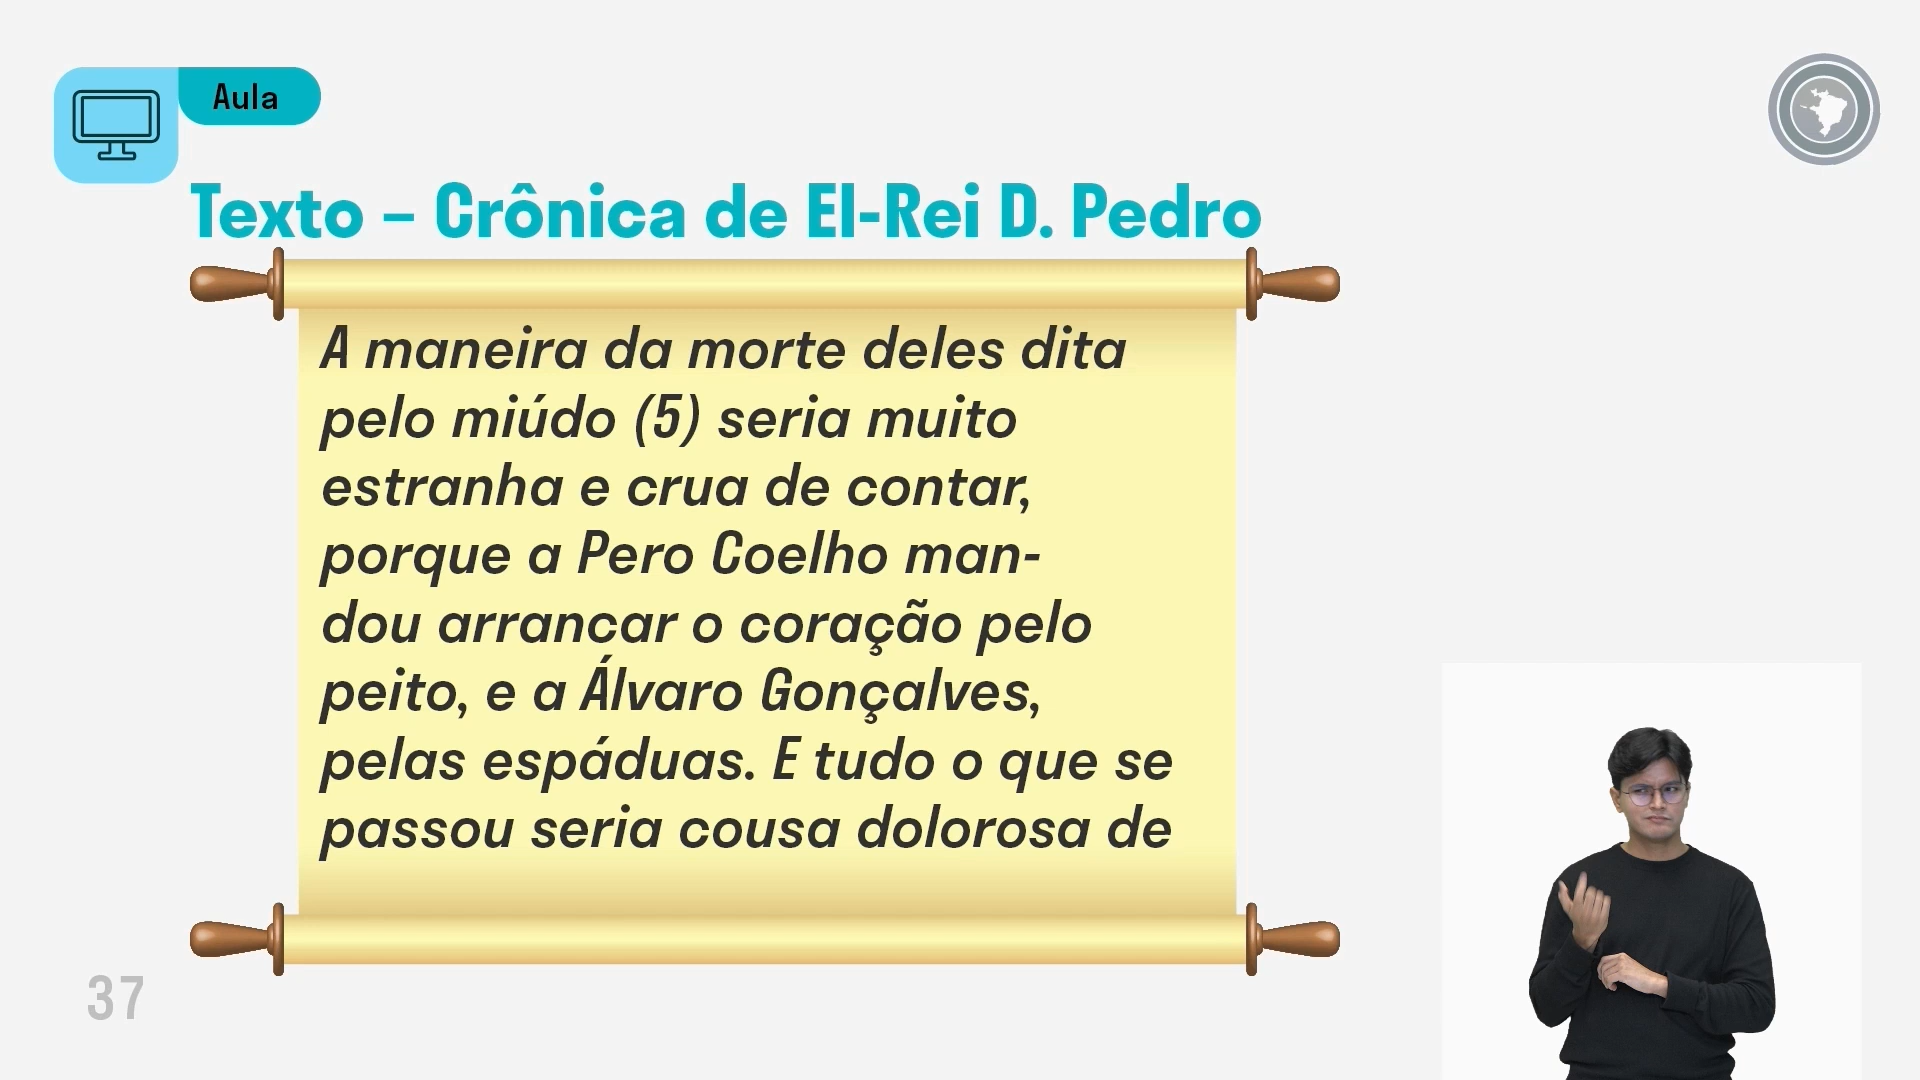 Aula
Texto – Crônica de El-Rei D. Pedro
A maneira da morte deles dita
pelo miúdo (5) seria muito
estranha e crua de contar,
porque a Pero Coelho man-
dou arrancar o coração pelo
peito, e a Álvaro Gonçalves,
pelas espáduas. E tudo o que se
passou seria cousa dolorosa de
37